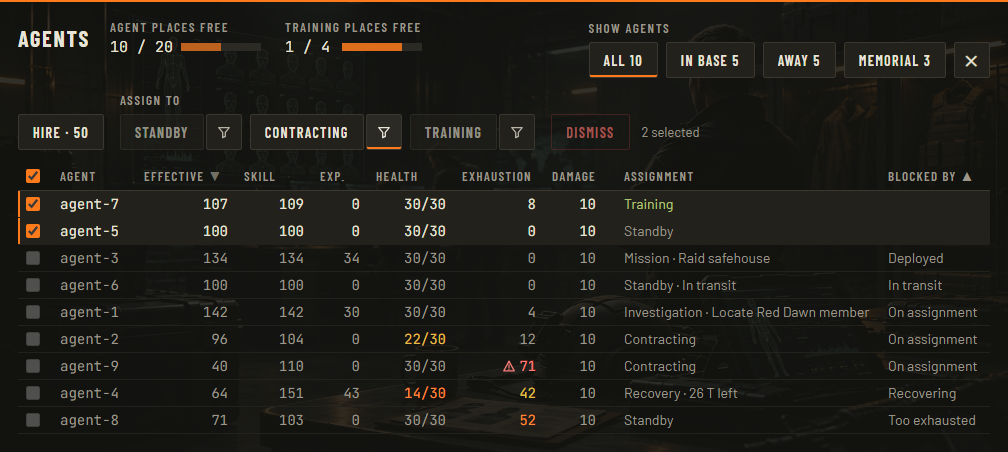 AGENTS
AGENT PLACES FREE
10 / 20
TRAINING PLACES FREE
1 / 4
SHOW AGENTS
ALL 10 IN BASE 5 AWAY 5 MEMORIAL 3 ✕
ASSIGN TO
HIRE · 50 STANDBY CONTRACTING TRAINING DISMISS 2 selected
AGENT EFFECTIVE ▼ SKILL EXP. HEALTH EXHAUSTION DAMAGE ASSIGNMENT BLOCKED BY ▲
agent-7 107 109 0 30/30 8 10 Training
agent-5 100 100 0 30/30 0 10 Standby
agent-3 134 134 34 30/30 0 10 Mission · Raid safehouse Deployed
agent-6 100 100 0 30/30 0 10 Standby · In transit In transit
agent-1 142 142 30 30/30 4 10 Investigation · Locate Red Dawn member On assignment
agent-2 96 104 0 22/30 12 10 Contracting On assignment
agent-9 40 110 0 30/30 ⚠ 71 10 Contracting On assignment
agent-4 64 151 43 14/30 42 10 Recovery · 26 T left Recovering
agent-8 71 103 0 30/30 52 10 Standby Too exhausted